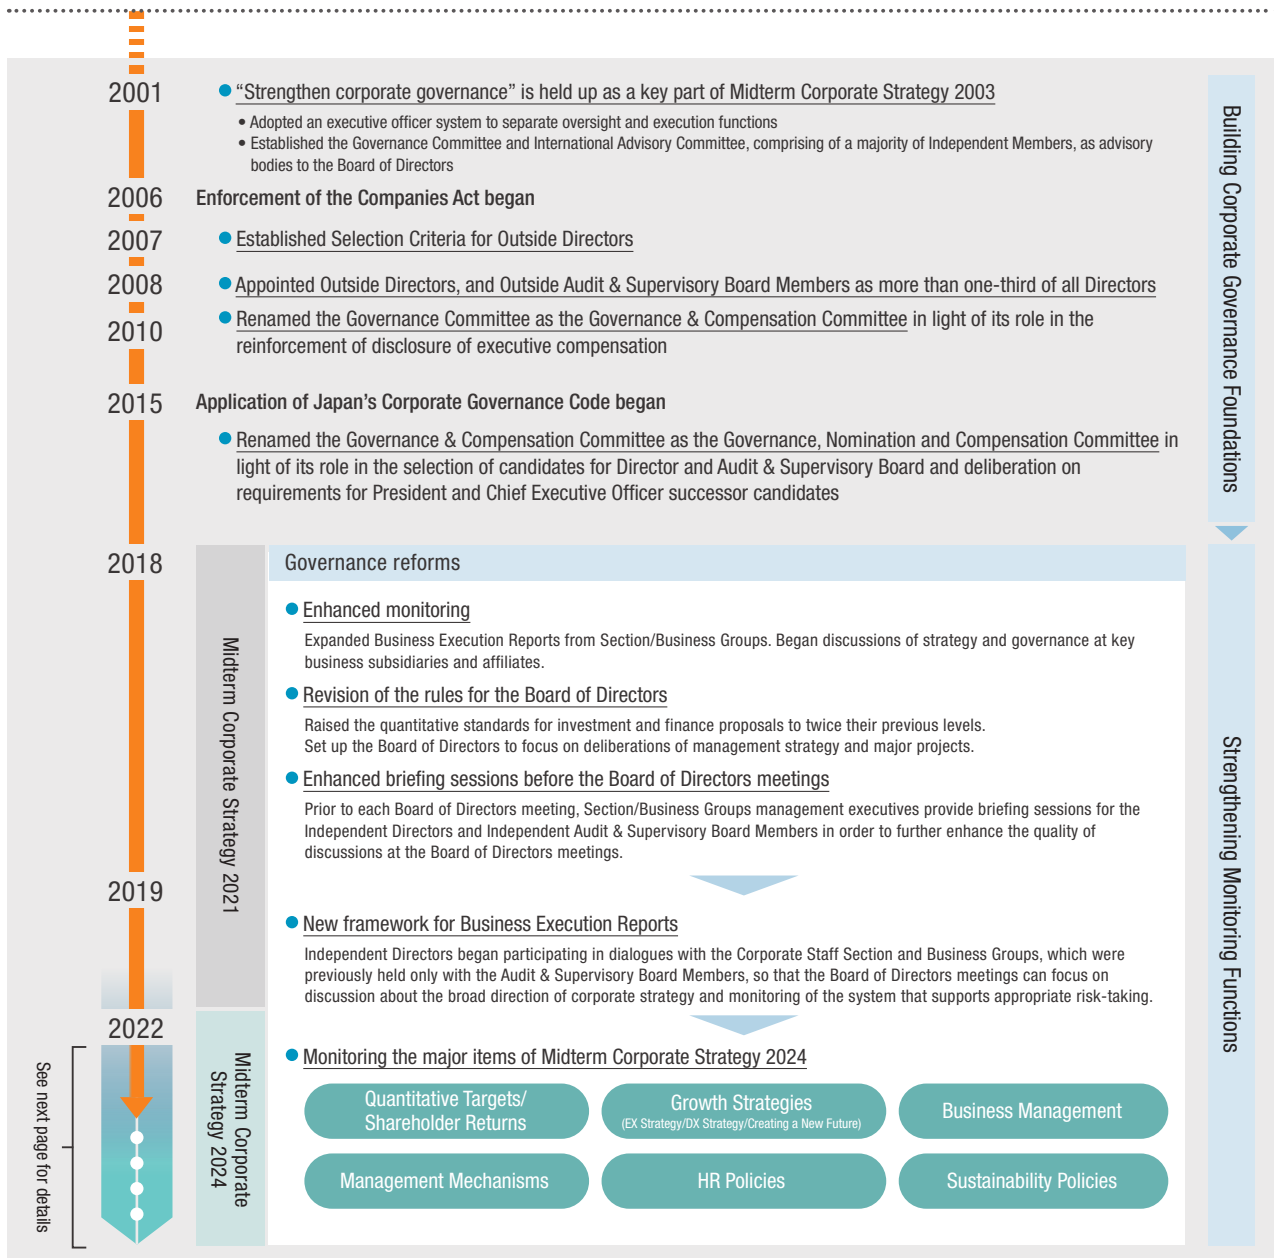 2001
● “Strengthen corporate governance” is held up as a key part of Midterm Corporate Strategy 2003
• Adopted an executive officer system to separate oversight and execution functions
• Established the Governance Committee and International Advisory Committee, comprising of a majority of Independent Members, as advisory
bodies to the Board of Directors
2006
Enforcement of the Companies Act began
2007
● Established Selection Criteria for Outside Directors
2008
● Appointed Outside Directors, and Outside Audit & Supervisory Board Members as more than one-third of all Directors
2010
● Renamed the Governance Committee as the Governance & Compensation Committee in light of its role in the
reinforcement of disclosure of executive compensation
2015
Application of Japan’s Corporate Governance Code began
● Renamed the Governance & Compensation Committee as the Governance, Nomination and Compensation Committee in
light of its role in the selection of candidates for Director and Audit & Supervisory Board and deliberation on
requirements for President and Chief Executive Officer successor candidates
Building Corporate Governance Foundations
2018
Midterm Corporate Strategy 2021
Governance reforms
● Enhanced monitoring
Expanded Business Execution Reports from Section/Business Groups. Began discussions of strategy and governance at key
business subsidiaries and affiliates.
● Revision of the rules for the Board of Directors
Raised the quantitative standards for investment and finance proposals to twice their previous levels.
Set up the Board of Directors to focus on deliberations of management strategy and major projects.
● Enhanced briefing sessions before the Board of Directors meetings
Prior to each Board of Directors meeting, Section/Business Groups management executives provide briefing sessions for the
Independent Directors and Independent Audit & Supervisory Board Members in order to further enhance the quality of
discussions at the Board of Directors meetings.
2019
● New framework for Business Execution Reports
Independent Directors began participating in dialogues with the Corporate Staff Section and Business Groups, which were
previously held only with the Audit & Supervisory Board Members, so that the Board of Directors meetings can focus on
discussion about the broad direction of corporate strategy and monitoring of the system that supports appropriate risk-taking.
Strengthening Monitoring Functions
2022
See next page for details
Midterm Corporate
Strategy 2024
● Monitoring the major items of Midterm Corporate Strategy 2024
Quantitative Targets/
Shareholder Returns
Growth Strategies
(EX Strategy/DX Strategy/Creating a New Future)
Business Management
Management Mechanisms
HR Policies
Sustainability Policies